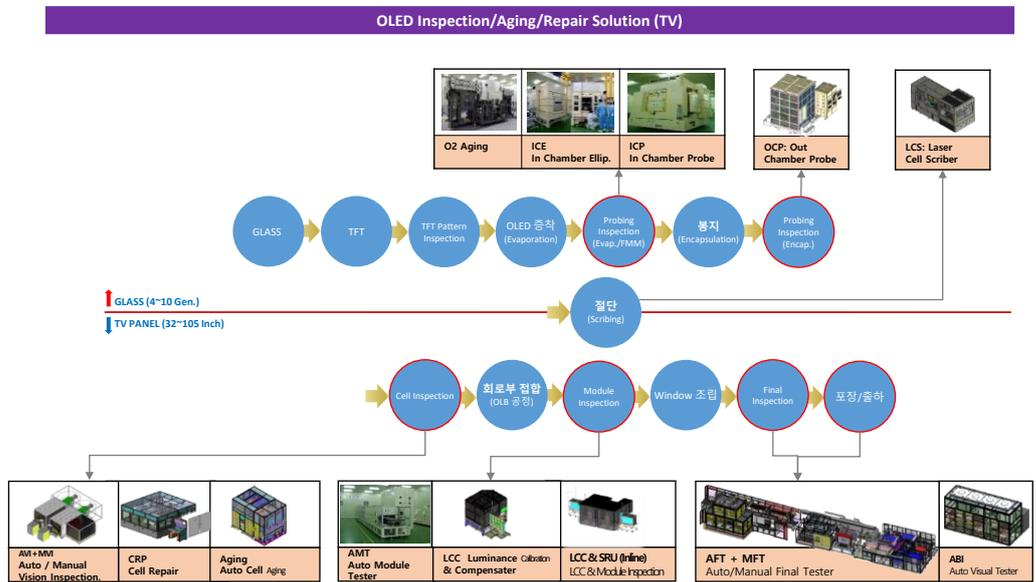 OLED Inspection/Aging/Repair Solution (TV)
O2 Aging
ICE
In Chamber Ellip.
ICP
In Chamber Probe
OCP: Out
Chamber Probe
LCS: Laser
Cell Scriber
GLASS
TFT
TFT Pattern
Inspection
OLED 증착
(Evaporation)
Probing
Inspection
(Evap./FMM)
봉지
(Encapsulation)
Probing
Inspection
(Encap.)
GLASS (4~10 Gen.)
TV PANEL (32~105 Inch)
절단
(Scribing)
Cell Inspection
회로부 접합
(OLB 공정)
Module
Inspection
Window 조립
Final
Inspection
포장/출하
AVI+MVI
Auto / Manual
Vision Inspection.
CRP
Cell Repair
Aging
Auto Cell Aging
AMT
Auto Module
Tester
LCC Luminance Calibration
& Compensater
LCC & SRU (Inline)
LCC & Module Inspection
AFT + MFT
Auto/Manual Final Tester
ABI
Auto Visual Tester